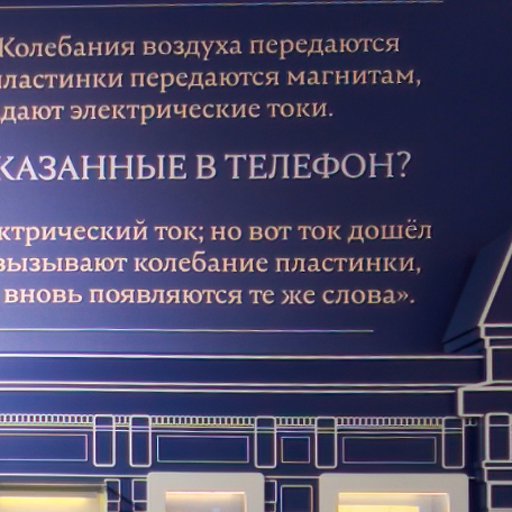 Колебания воздуха передаются
пластинки передаются магнитам,
дают электрические токи.
КАЗАННЫЕ В ТЕЛЕФОН?
ктрический ток; но вот ток дошёл
вызывают колебание пластинки,
вновь появляются те же слова».